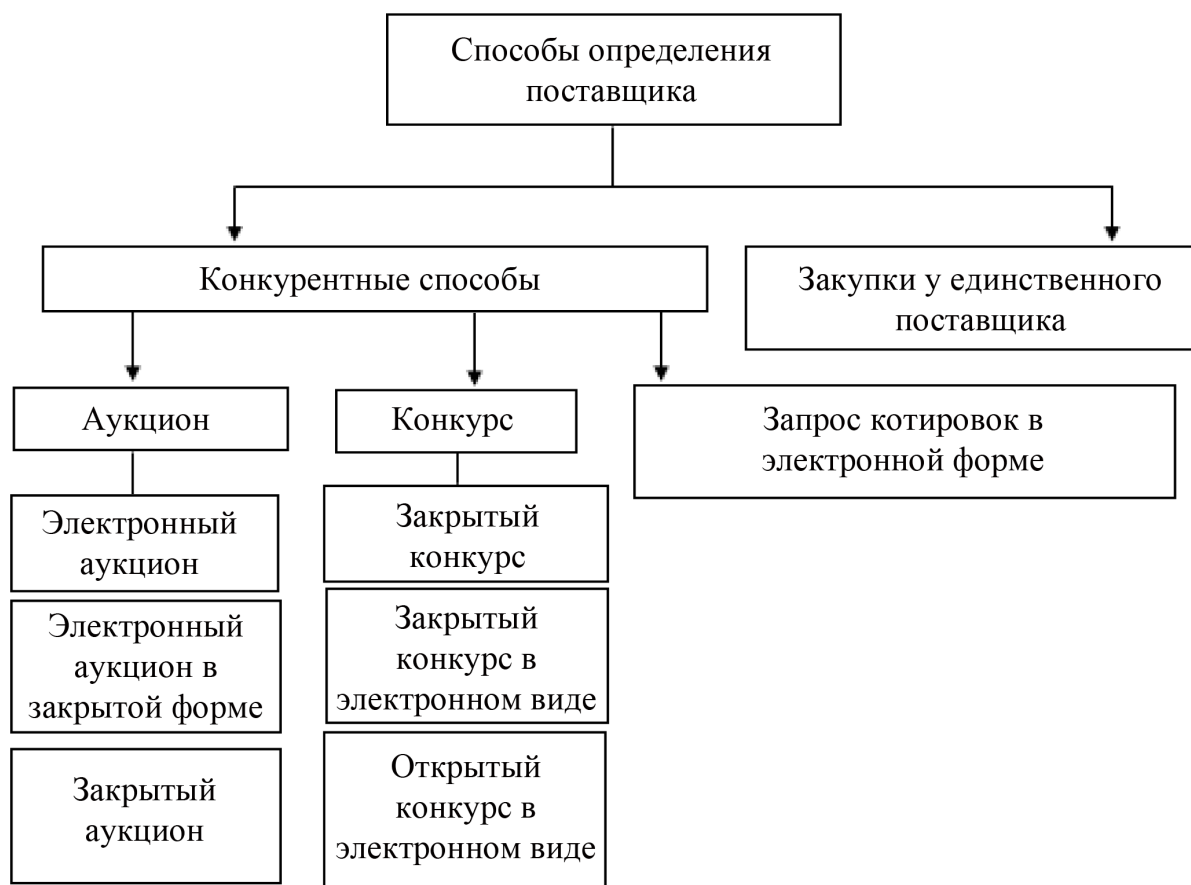 Способы определения
поставщика
Конкурентные способы
Закупки у единственного
поставщика
Аукцион
Конкурс
Запрос котировок в
электронной форме
Электронный
аукцион
Электронный
аукцион в
закрытой форме
Закрытый
аукцион
Закрытый
конкурс
Закрытый
конкурс в
электронном виде
Открытый
конкурс в
электронном виде